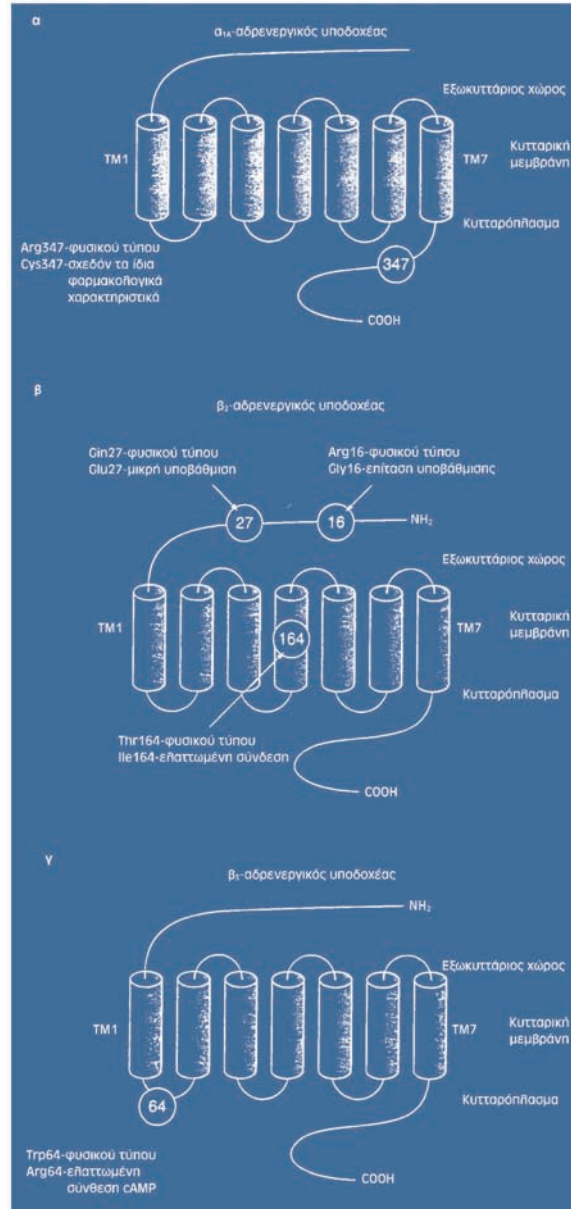 α
α₁ₐ-αδρενεργικός υποδοχέας
Εξωκυττάριος χώρος
TM1
TM7
Κυτταρική
μεμβράνη
Κυτταρόπλασμα
Arg347-φυσικού τύπου
Cys347-σχεδόν τα ίδια
φαρμακολογικά
χαρακτηριστικά
347
COOH
β
β₂-αδρενεργικός υποδοχέας
Gin27-φυσικού τύπου
Glu27-μικρή υποβάθμιση
Arg16-φυσικού τύπου
Gly16-επίταση υποβάθμισης
27
16
NH₂
Εξωκυττάριος χώρος
TM1
164
TM7
Κυτταρική
μεμβράνη
Κυτταρόπλασμα
Thr164-φυσικού τύπου
Ile164-ελαττωμένη σύνδεση
COOH
γ
β₃-αδρενεργικός υποδοχέας
NH₂
Εξωκυττάριος χώρος
TM1
TM7
Κυτταρική
μεμβράνη
64
Κυτταρόπλασμα
Trp64-φυσικού τύπου
Arg64-ελαττωμένη
σύνθεση cAMP
COOH